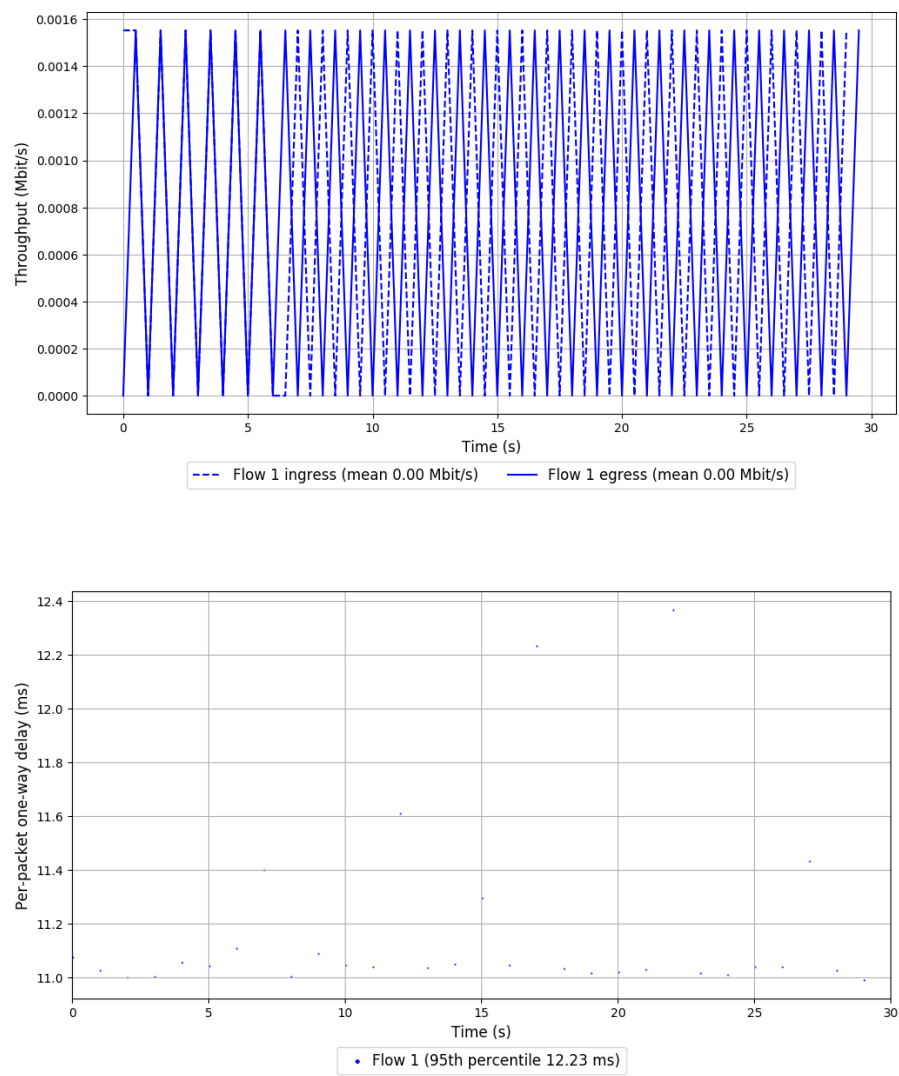 0.0016
0.0014
0.0012
0.0010
0.0008
0.0006
0.0004
0.0002
0.0000
Throughput (Mbit/s)
0 5 10 15 20 25 30
Time (s)
Flow 1 ingress (mean 0.00 Mbit/s) Flow 1 egress (mean 0.00 Mbit/s)
12.4
12.2
12.0
11.8
11.6
11.4
11.2
11.0
Per-packet one-way delay (ms)
0 5 10 15 20 25 30
Time (s)
Flow 1 (95th percentile 12.23 ms)